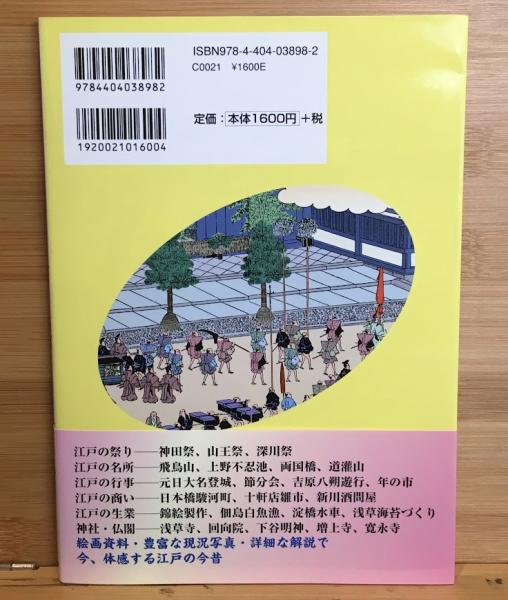 ISBN978-4-404-03898-2
C0021 ¥1600E
9784404038982
定価：本体1600円＋税
1920021016004
江戸の祭り──神田祭、山王祭、深川祭
江戸の名所──飛鳥山、上野不忍池、両国橋、道灌山
江戸の行事──元日大名登城、節分会、吉原八朔遊行、年の市
江戸の商い──日本橋駿河町、十軒店雛市、新川酒問屋
江戸の生業──錦絵製作、佃島白魚漁、淀橋水車、浅草海苔づくり
神社・仏閣──浅草寺、回向院、下谷明神、増上寺、寛永寺
絵画資料・豊富な現況写真・詳細な解説で
今、体感する江戸の今昔